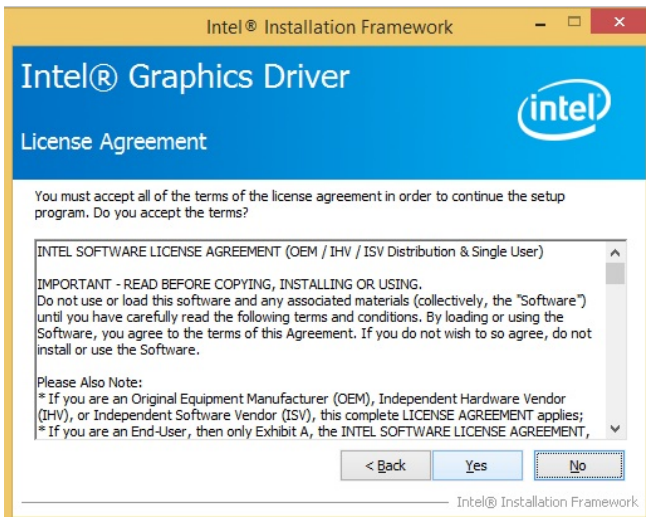 Intel® Installation Framework
Intel® Graphics Driver
intel
License Agreement
You must accept all of the terms of the license agreement in order to continue the setup
program. Do you accept the terms?
INTEL SOFTWARE LICENSE AGREEMENT (OEM / IHV / ISV Distribution & Single User)
IMPORTANT - READ BEFORE COPYING, INSTALLING OR USING.
Do not use or load this software and any associated materials (collectively, the "Software")
until you have carefully read the following terms and conditions. By loading or using the
Software, you agree to the terms of this Agreement. If you do not wish to so agree, do not
install or use the Software.
Please Also Note:
* If you are an Original Equipment Manufacturer (OEM), Independent Hardware Vendor
(IHV), or Independent Software Vendor (ISV), this complete LICENSE AGREEMENT applies;
* If you are an End-User, then only Exhibit A, the INTEL SOFTWARE LICENSE AGREEMENT,
< Back Yes No
Intel® Installation Framework